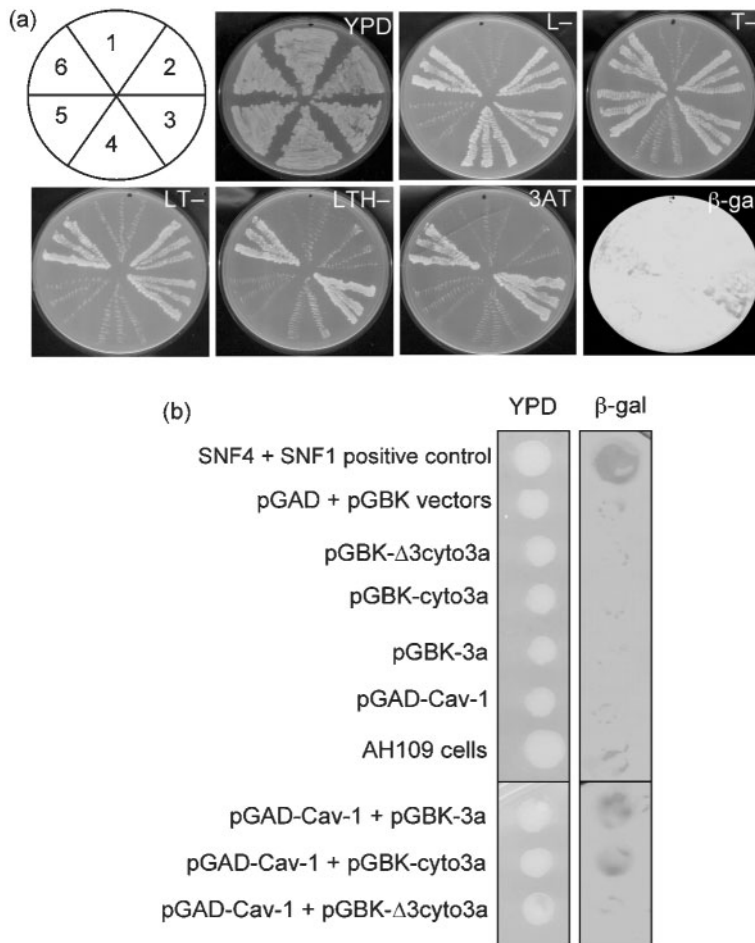 (a)
1
2
3
4
5
6
YPD
L–
T–
LT–
LTH–
3AT
β-gal
(b)
YPD
β-gal
SNF4 + SNF1 positive control
pGAD + pGBK vectors
pGBK-Δ3cyto3a
pGBK-cyto3a
pGBK-3a
pGAD-Cav-1
AH109 cells
pGAD-Cav-1 + pGBK-3a
pGAD-Cav-1 + pGBK-cyto3a
pGAD-Cav-1 + pGBK-Δ3cyto3a